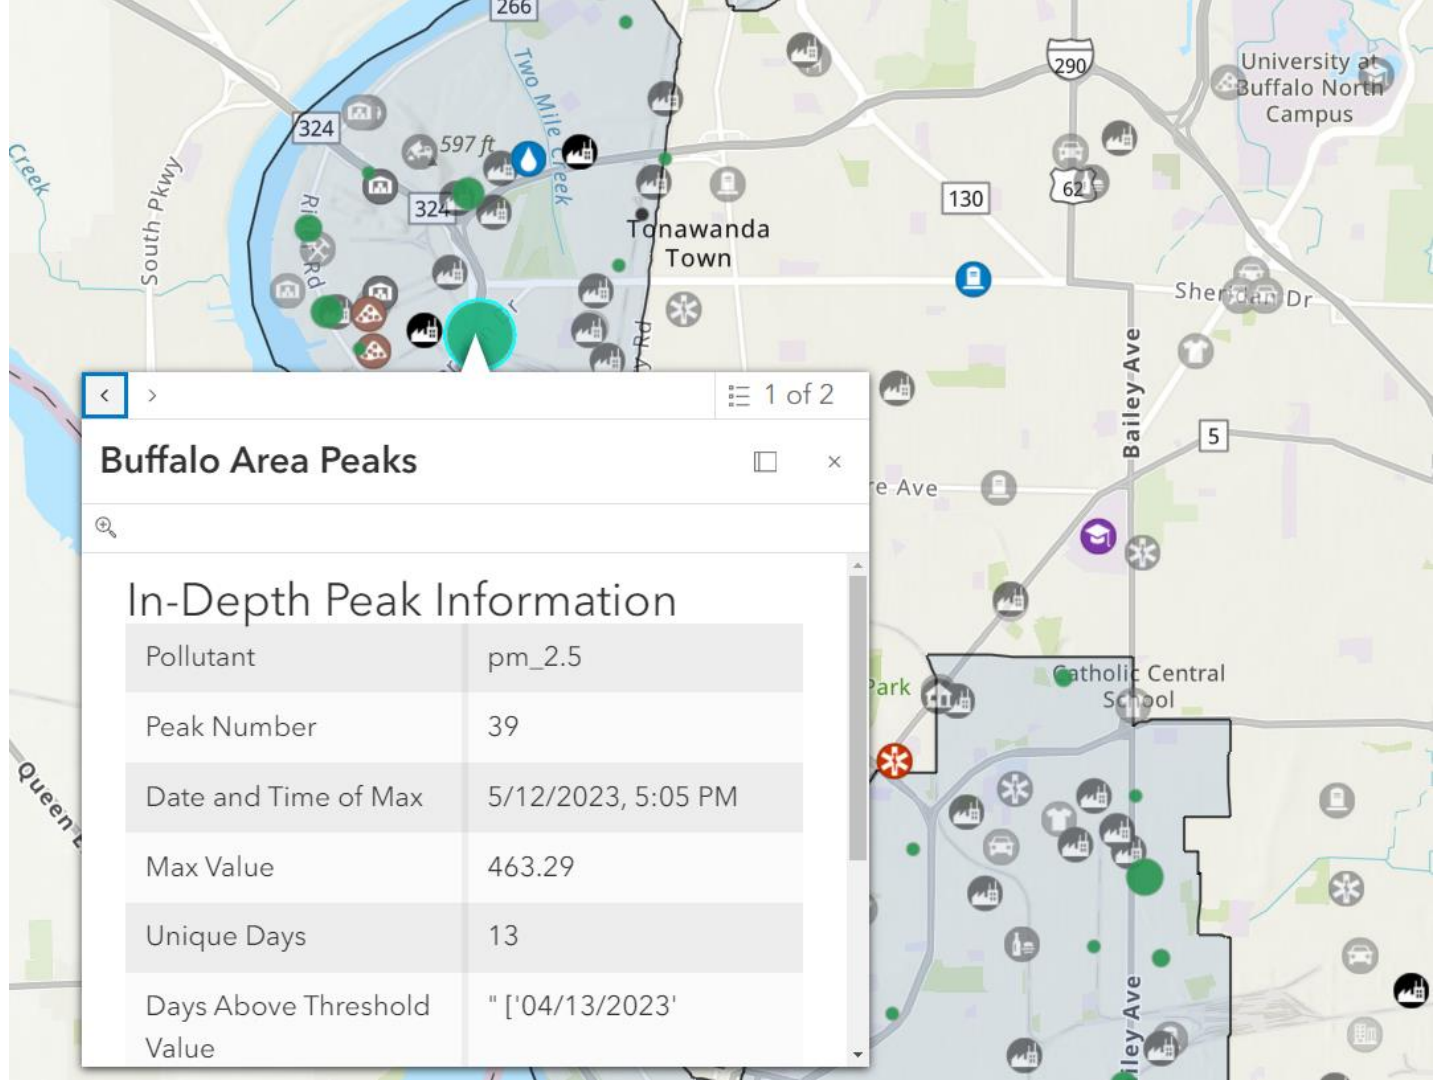 266
290
University at
Buffalo North
Campus
324
Two Mile Creek
597 ft
Creek
South Pkwy
62
130
324
Tonawanda
Town
Sheridan Dr
Bailey Ave
1 of 2
5
Buffalo Area Peaks
re Ave
In-Depth Peak Information
Pollutant pm_2.5
Park
Catholic Central
School
Peak Number 39
Date and Time of Max 5/12/2023, 5:05 PM
Queen
Max Value 463.29
Unique Days 13
Days Above Threshold
Value
" ['04/13/2023'
iley Ave